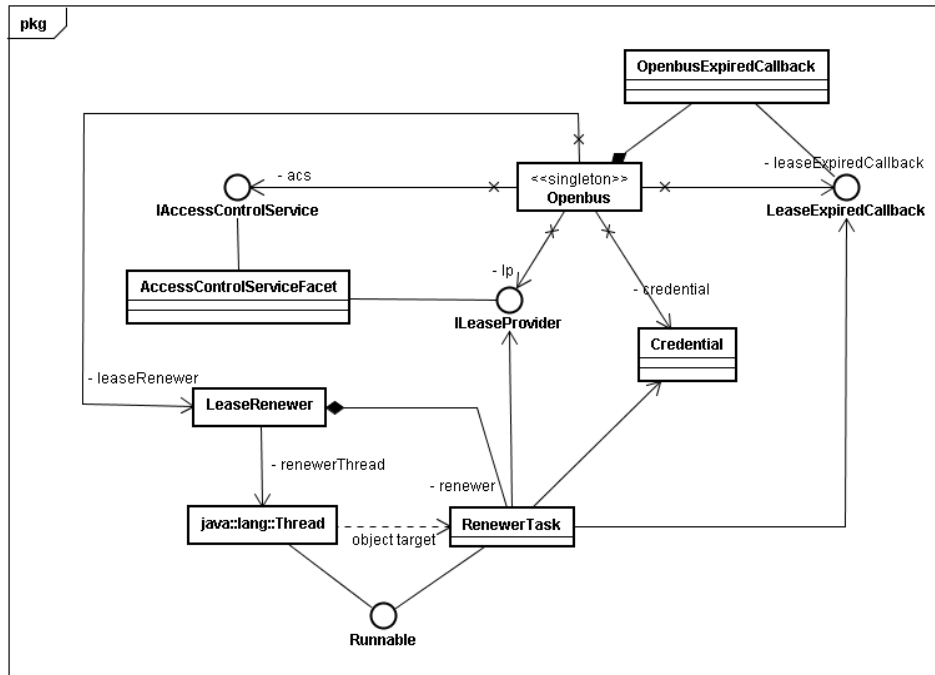 pkg
OpenbusExpiredCallback
- leaseExpiredCallback
- acs
<<singleton>>
Openbus
IAccessControlService
LeaseExpiredCallback
- lp
AccessControlServiceFacet
- credential
ILeaseProvider
Credential
- leaseRenewer
LeaseRenewer
- renewerThread
- renewer
java::lang::Thread
RenewerTask
object target
Runnable